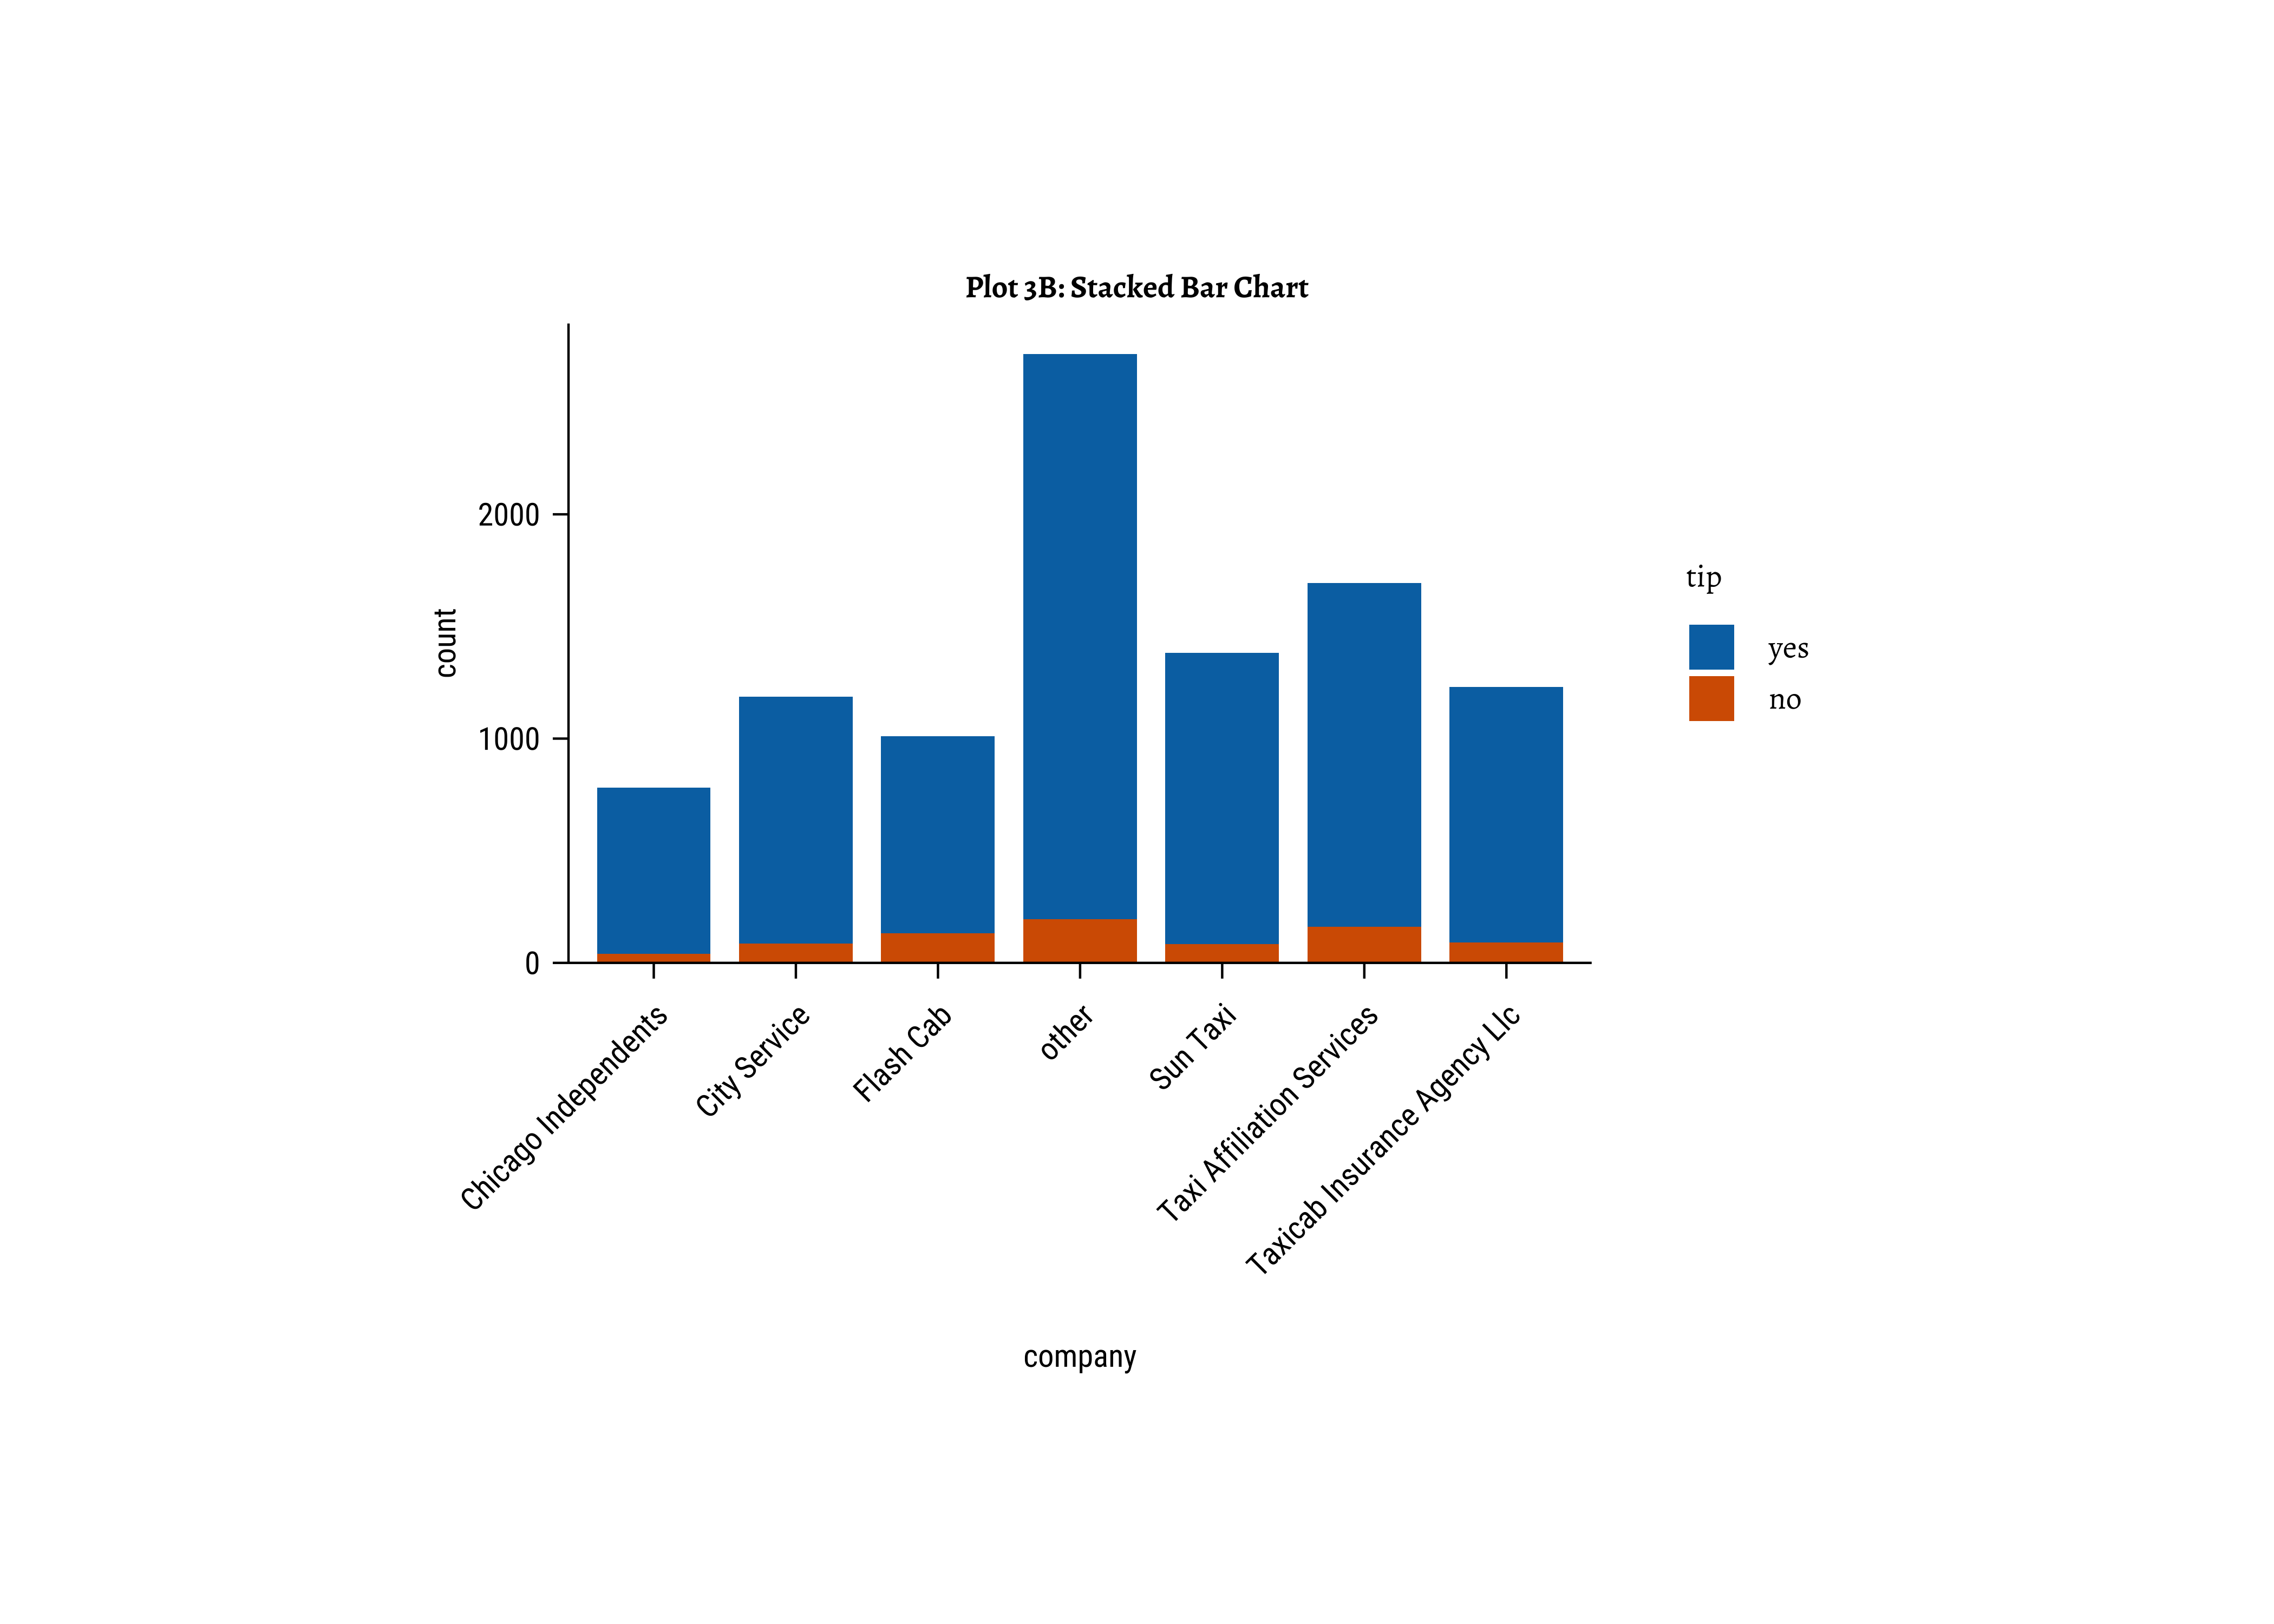 Plot 3B: Stacked Bar Chart
count
2000
1000
0
tip
yes
no
Chicago Independents
City Service
Flash Cab
other
Sun Taxi
Taxi Affiliation Services
Taxicab Insurance Agency Llc
company